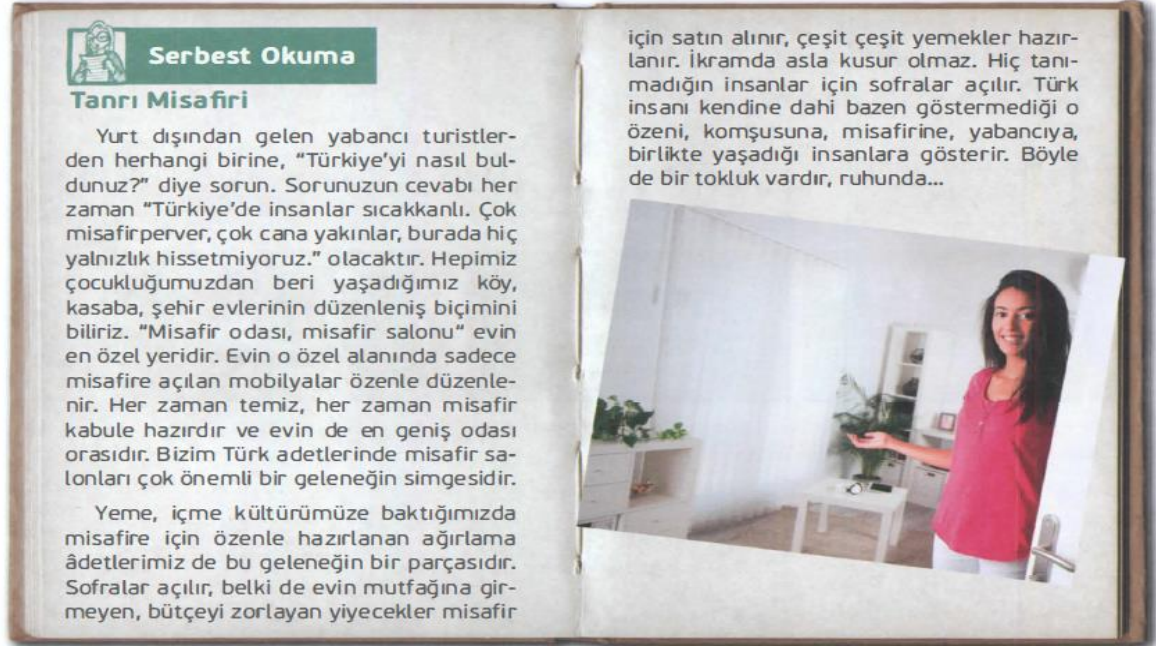 Serbest Okuma
Tanrı Misafiri
Yurt dışından gelen yabancı turistler-
den herhangi birine, “Türkiye’yi nasıl bul-
dunuz?” diye sorun. Sorunuzun cevabı her
zaman “Türkiye’de insanlar sıcakkanlı. Çok
misafirperver, çok cana yakınlar, burada hiç
yalnızlık hissetmiyoruz.” olacaktır. Hepimiz
çocukluğumuzdan beri yaşadığımız köy,
kasaba, şehir evlerinin düzenleniş biçimini
biliriz. “Misafir odası, misafir salonu“ evin
en özel yeridir. Evin o özel alanında sadece
misafire açılan mobilyalar özenle düzenle-
nir. Her zaman temiz, her zaman misafir
kabule hazırdır ve evin de en geniş odası
orasıdır. Bizim Türk adetlerinde misafir sa-
lonları çok önemli bir geleneğin simgesidir.
Yeme, içme kültürümüze baktığımızda
misafire için özenle hazırlanan ağırlama
âdetlerimiz de bu geleneğin bir parçasıdır.
Sofralar açılır, belki de evin mutfağına gir-
meyen, bütçeyi zorlayan yiyecekler misafir
için satın alınır, çeşit çeşit yemekler hazır-
lanır. İkramda asla kusur olmaz. Hiç tanı-
madığın insanlar için sofralar açılır. Türk
insanı kendine dahi bazen göstermediği o
özeni, komşusuna, misafirine, yabancıya,
birlikte yaşadığı insanlara gösterir. Böyle
de bir tokluk vardır, ruhunda...